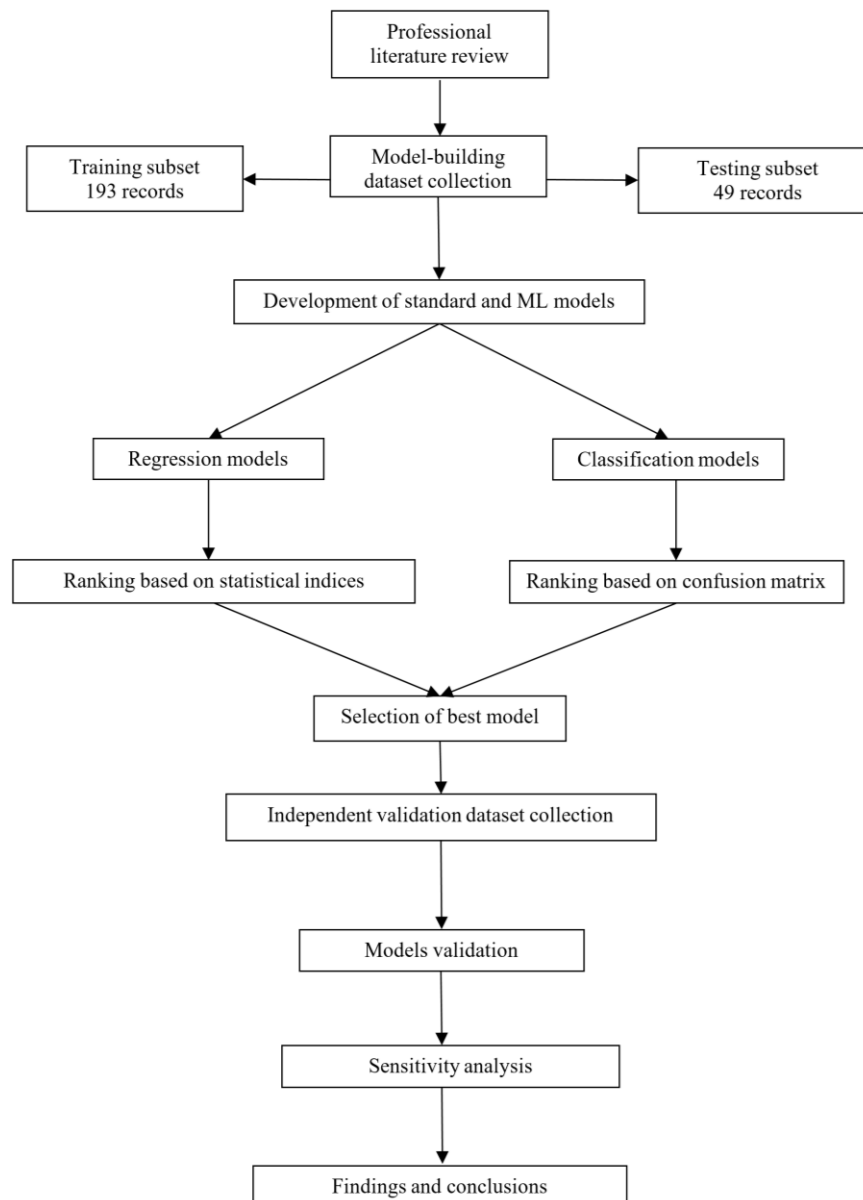 Professional
literature review
Training subset
193 records
Model-building
dataset collection
Testing subset
49 records
Development of standard and ML models
Regression models
Classification models
Ranking based on statistical indices
Ranking based on confusion matrix
Selection of best model
Independent validation dataset collection
Models validation
Sensitivity analysis
Findings and conclusions